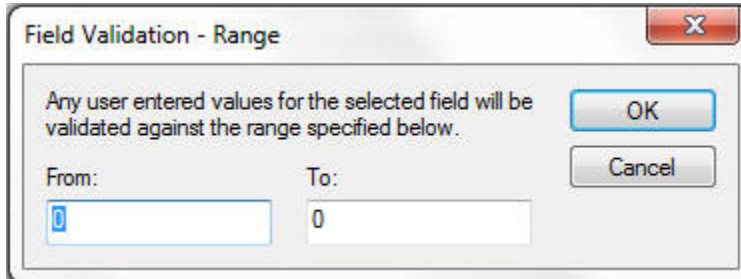 Field Validation - Range
Any user entered values for the selected field will be
validated against the range specified below.
OK
Cancel
From:
To:
0
0